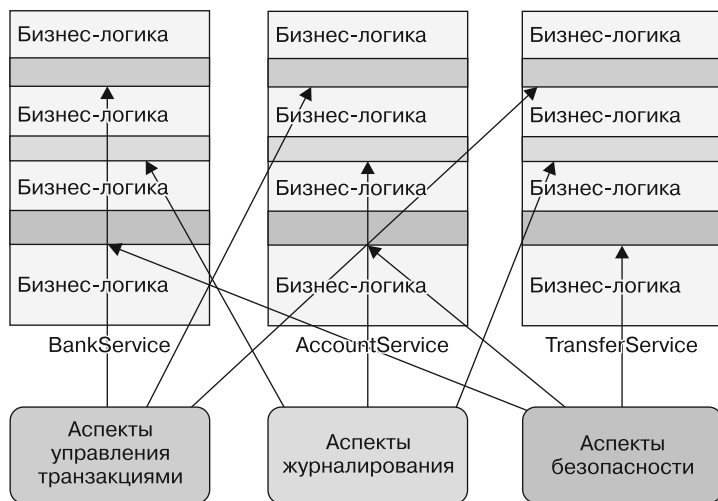 Бизнес-логика
Бизнес-логика
Бизнес-логика
Бизнес-логика
BankService
Бизнес-логика
Бизнес-логика
Бизнес-логика
Бизнес-логика
AccountService
Бизнес-логика
Бизнес-логика
Бизнес-логика
Бизнес-логика
TransferService
Аспекты
управления
транзакциями
Аспекты
журналирования
Аспекты
безопасности